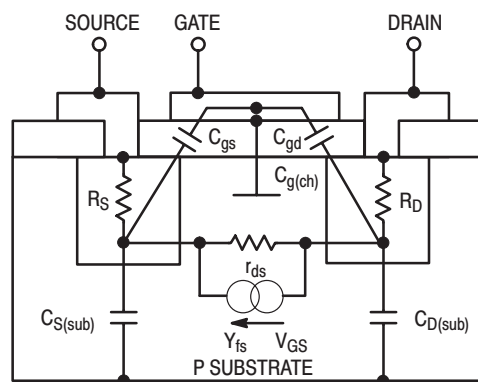 SOURCE GATE DRAIN
Cgs Cgd
Cg(ch)
RS RD
rds
CS(sub) CD(sub)
Yfs VGS
P SUBSTRATE